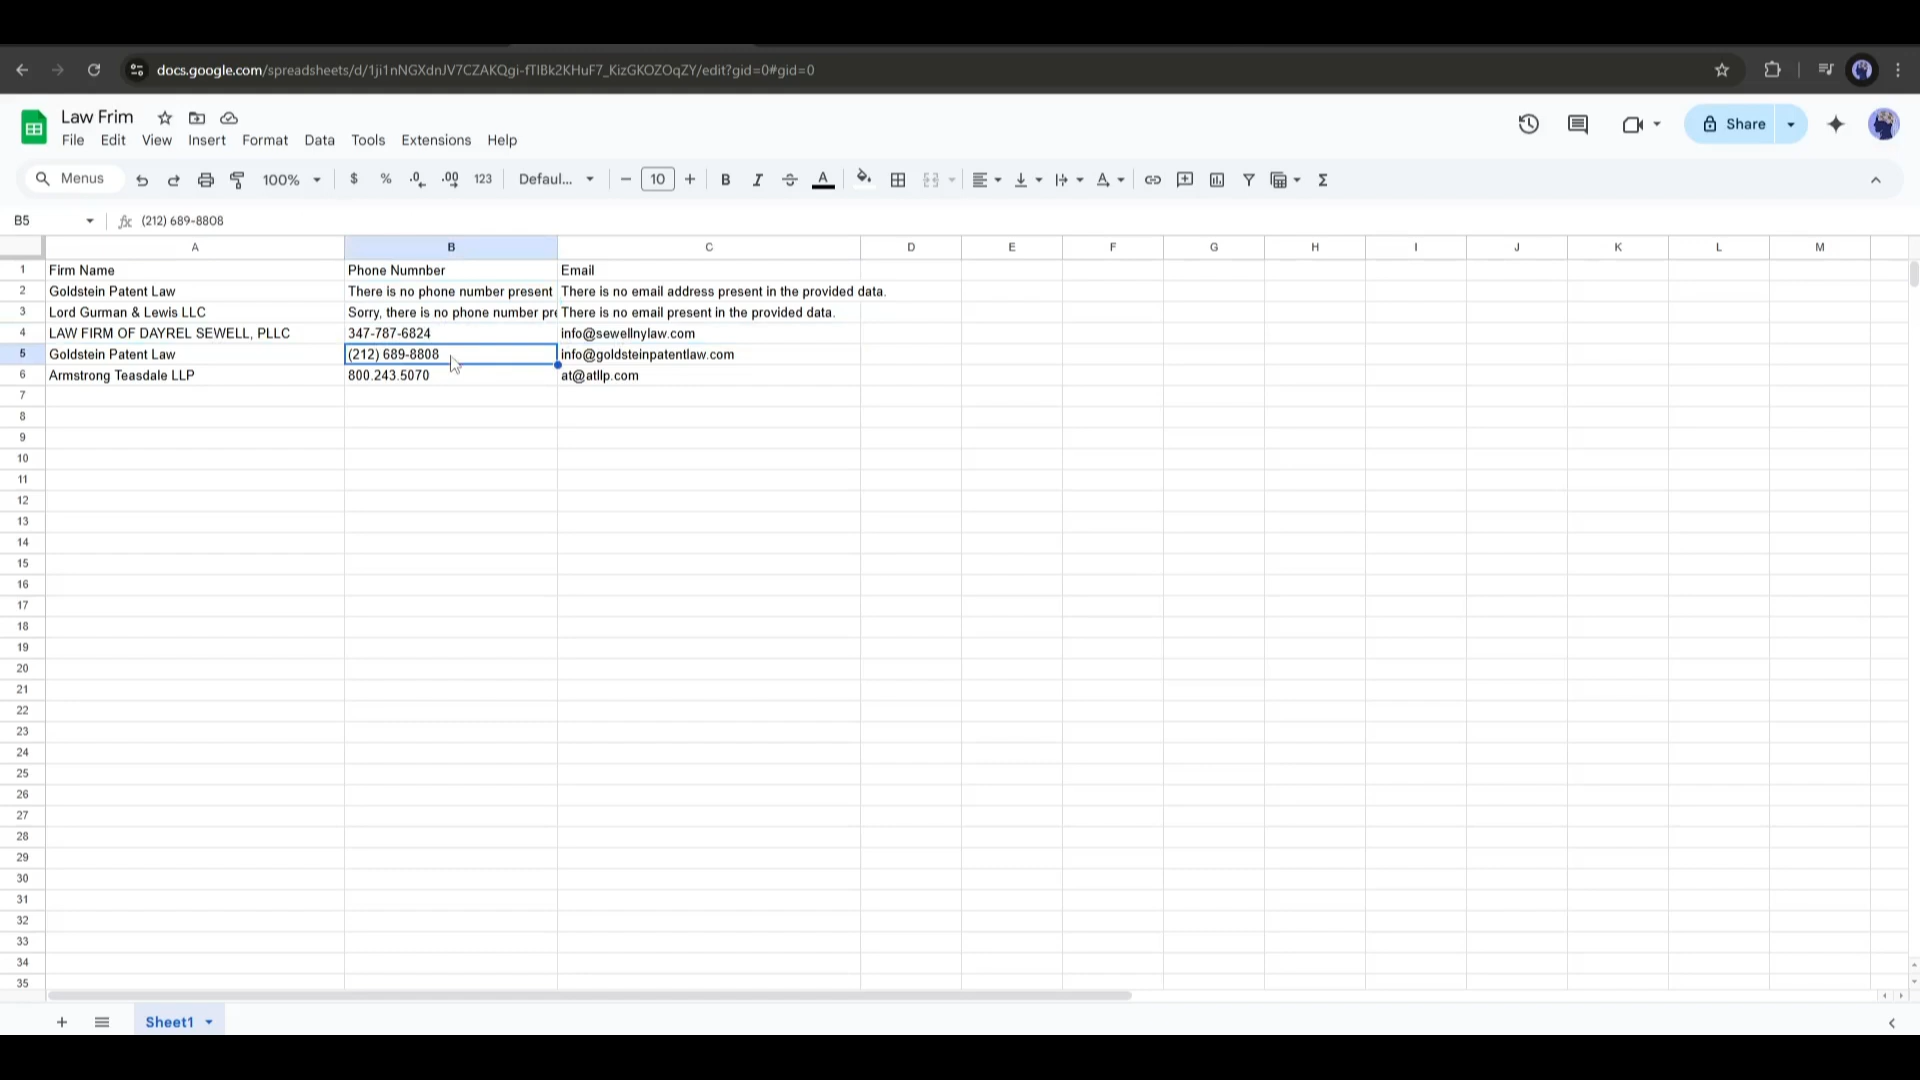 docs.google.com/spreadsheets/d/1ji1nNGXdnJV7CZAKQgi-fTIBk2KHuF7_KizGKOZOqZY/edit?gid=0#gid=0
Law Frim
File Edit View Insert Format Data Tools Extensions Help
Share
Menus 100% $ % .0 .00 123 Defaul... − 10 + B I A Σ
B5 fx (212) 689-8808
A B C D E F G H I J K L M
1 Firm Name Phone Numnber Email
2 Goldstein Patent Law There is no phone number present There is no email address present in the provided data.
3 Lord Gurman & Lewis LLC Sorry, there is no phone number pre There is no email present in the provided data.
4 LAW FIRM OF DAYREL SEWELL, PLLC 347-787-6824 info@sewellnylaw.com
5 Goldstein Patent Law (212) 689-8808 info@goldsteinpatentlaw.com
6 Armstrong Teasdale LLP 800.243.5070 at@atllp.com
7
8
9
10
11
12
13
14
15
16
17
18
19
20
21
22
23
24
25
26
27
28
29
30
31
32
33
34
35
+ Sheet1